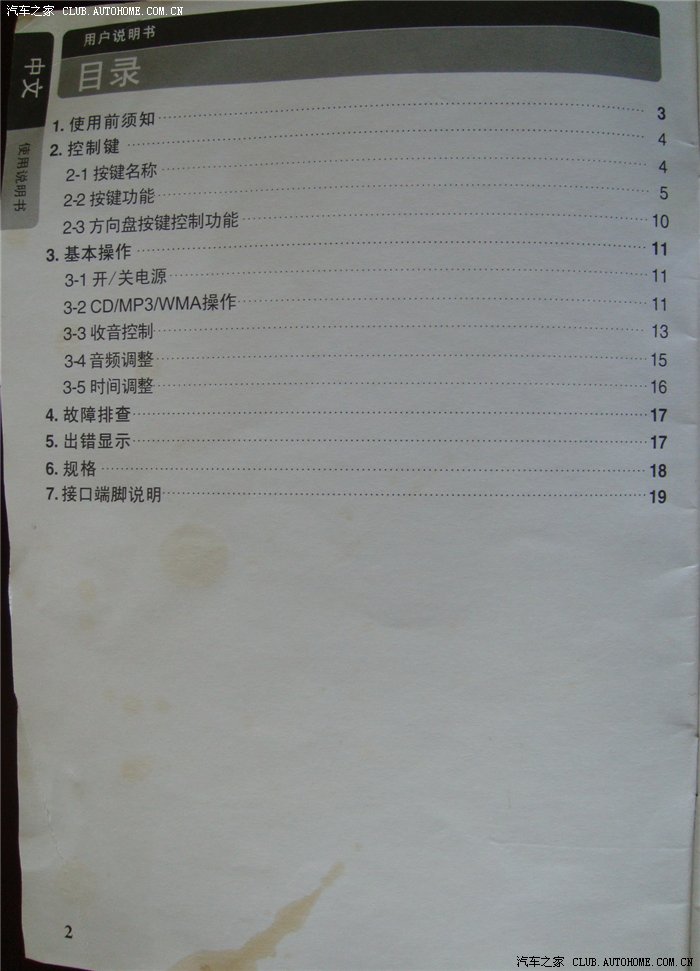 汽车之家 CLUB.AUTOHOME.COM.CN
用户说明书
目录
中文
使用说明书
1. 使用前须知 3
2. 控制键 4
2-1 按键名称 4
2-2 按键功能 5
2-3 方向盘按键控制功能 10
3. 基本操作 11
3-1 开/关电源 11
3-2 CD/MP3/WMA操作 11
3-3 收音控制 13
3-4 音频调整 15
3-5 时间调整 16
4. 故障排查 17
5. 出错显示 17
6. 规格 18
7. 接口端脚说明 19
2
汽车之家 CLUB.AUTOHOME.COM.CN